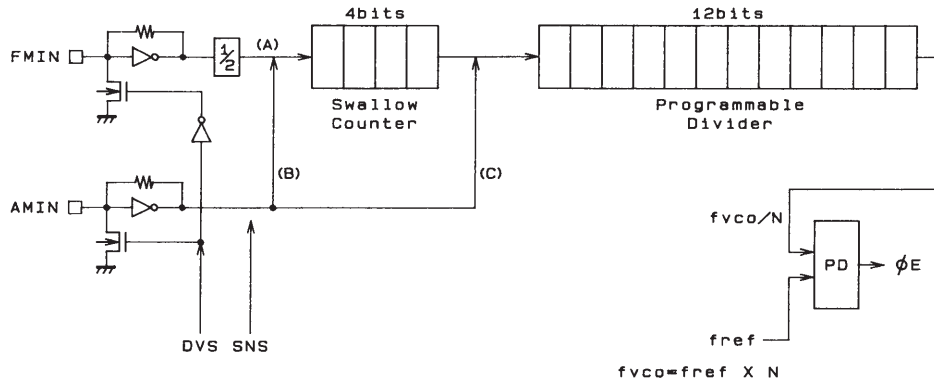 4bits
12bits
FMIN
1/2
(A)
Swallow
Counter
Programmable
Divider
(B)
(C)
AMIN
fvco/N
PD
φE
DVS SNS
fref
fvco=fref X N